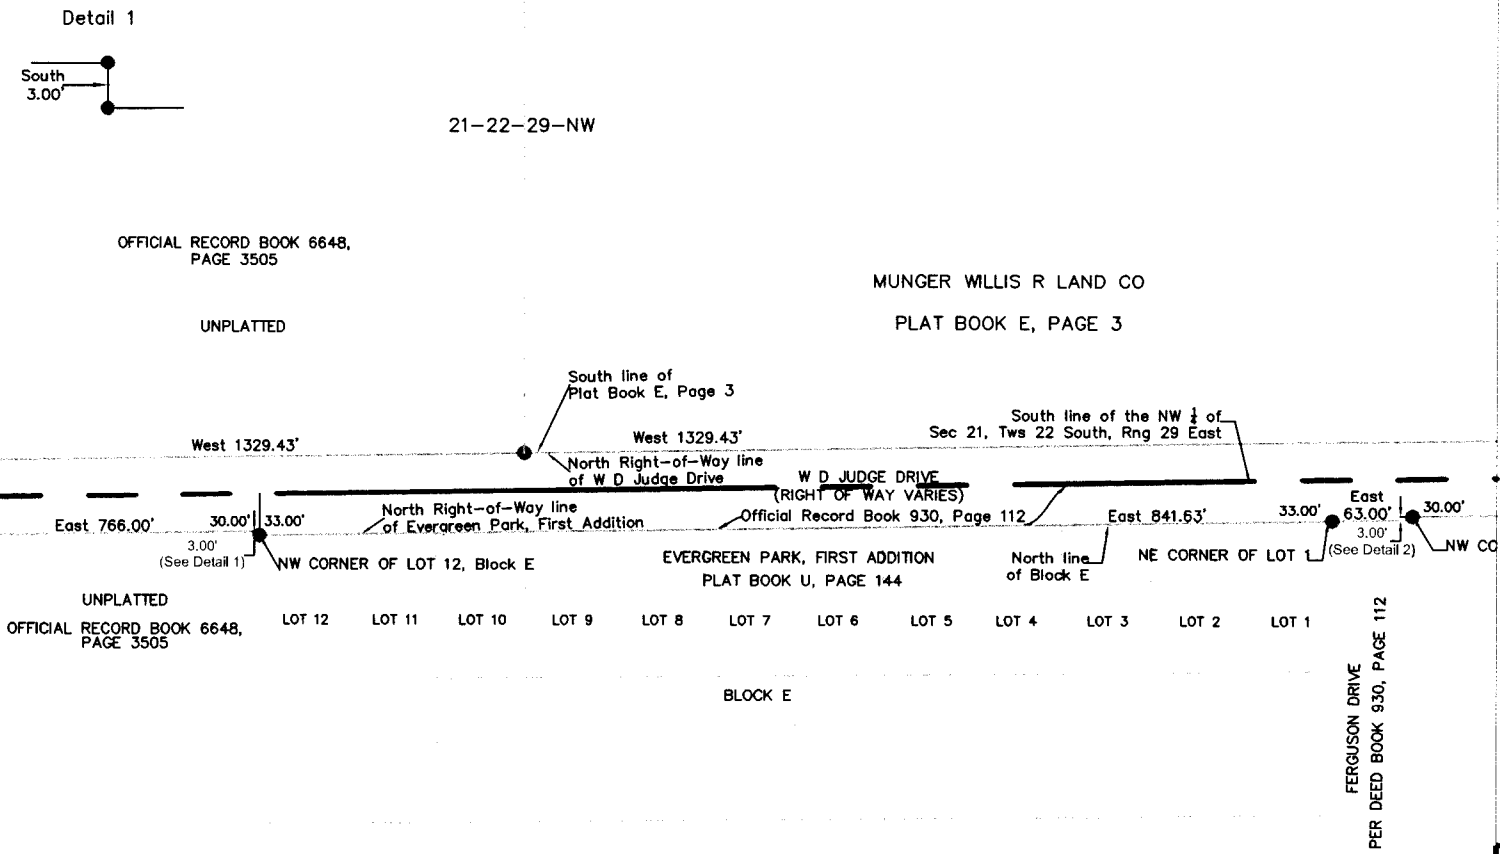 Detail 1
South
3.00'
21-22-29-NW
OFFICIAL RECORD BOOK 6648,
PAGE 3505
MUNGER WILLIS R LAND CO
PLAT BOOK E, PAGE 3
UNPLATTED
South line of
Plat Book E, Page 3
South line of the NW ¼ of
Sec 21, Tws 22 South, Rng 29 East
West 1329.43'
West 1329.43'
North Right-of-Way line
of W D Judge Drive
W D JUDGE DRIVE
(RIGHT OF WAY VARIES)
North Right-of-Way line
of Evergreen Park, First Addition
Official Record Book 930, Page 112
East 766.00'
30.00'
33.00'
East 841.63'
33.00'
East
63.00'
30.00'
3.00'
(See Detail 1)
3.00'
(See Detail 2)
NW CORNER OF LOT 12, Block E
EVERGREEN PARK, FIRST ADDITION
PLAT BOOK U, PAGE 144
North line
of Block E
NE CORNER OF LOT 1
NW CO
UNPLATTED
OFFICIAL RECORD BOOK 6648,
PAGE 3505
LOT 12
LOT 11
LOT 10
LOT 9
LOT 8
LOT 7
LOT 6
LOT 5
LOT 4
LOT 3
LOT 2
LOT 1
BLOCK E
FERGUSON DRIVE
PER DEED BOOK 930, PAGE 112